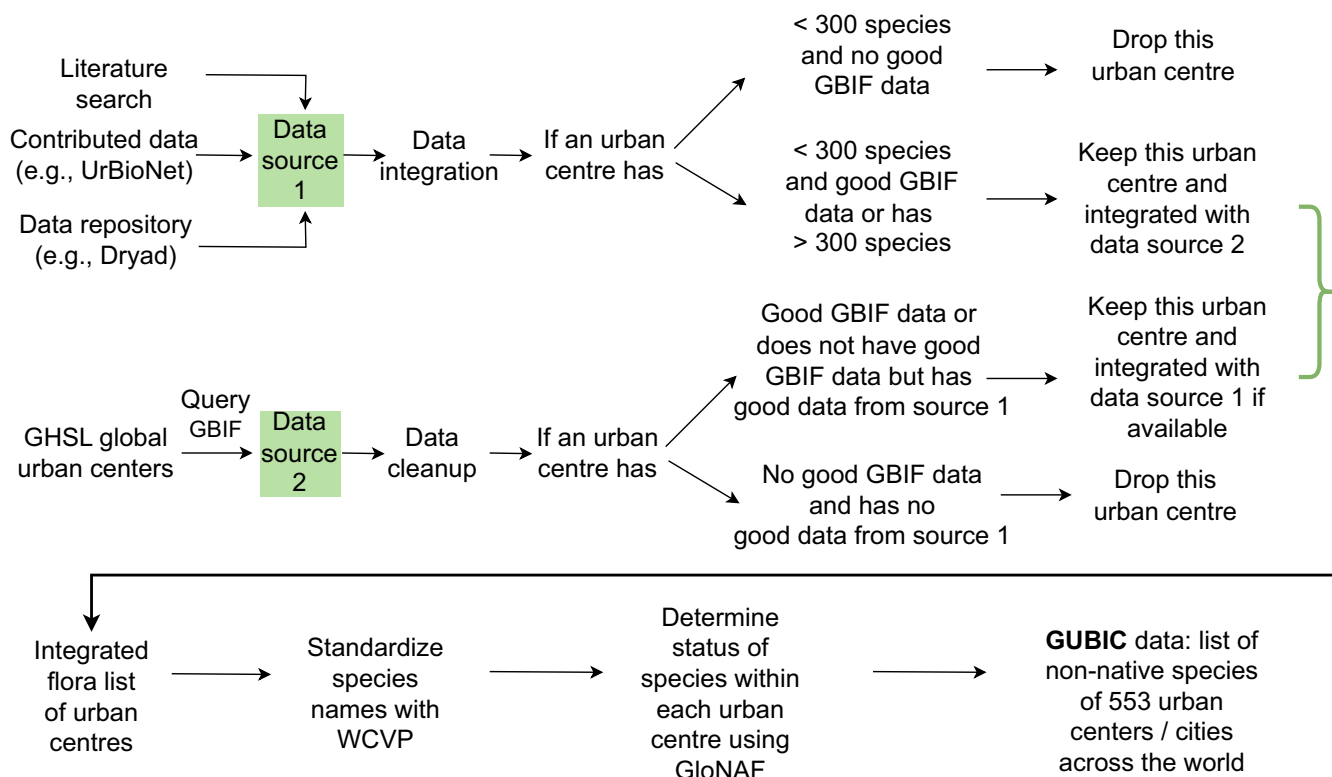 Literature
search
Contributed data
(e.g., UrBioNet)
Data repository
(e.g., Dryad)
Data
source
1
Data
integration
If an urban
centre has
< 300 species
and no good
GBIF data
Drop this
urban centre
< 300 species
and good GBIF
data or has
> 300 species
Keep this urban
centre and
integrated with
data source 2
GHSL global
urban centers
Query
GBIF
Data
source
2
Data
cleanup
If an urban
centre has
Good GBIF data or
does not have good
GBIF data but has
good data from source 1
Keep this urban
centre and
integrated with
data source 1 if
available
No good GBIF data
and has no
good data from source 1
Drop this
urban centre
Integrated
flora list
of urban
centres
Standardize
species
names with
WCVP
Determine
status of
species within
each urban
centre using
GloNAF
GUBIC data: list of
non-native species
of 553 urban
centers / cities
across the world